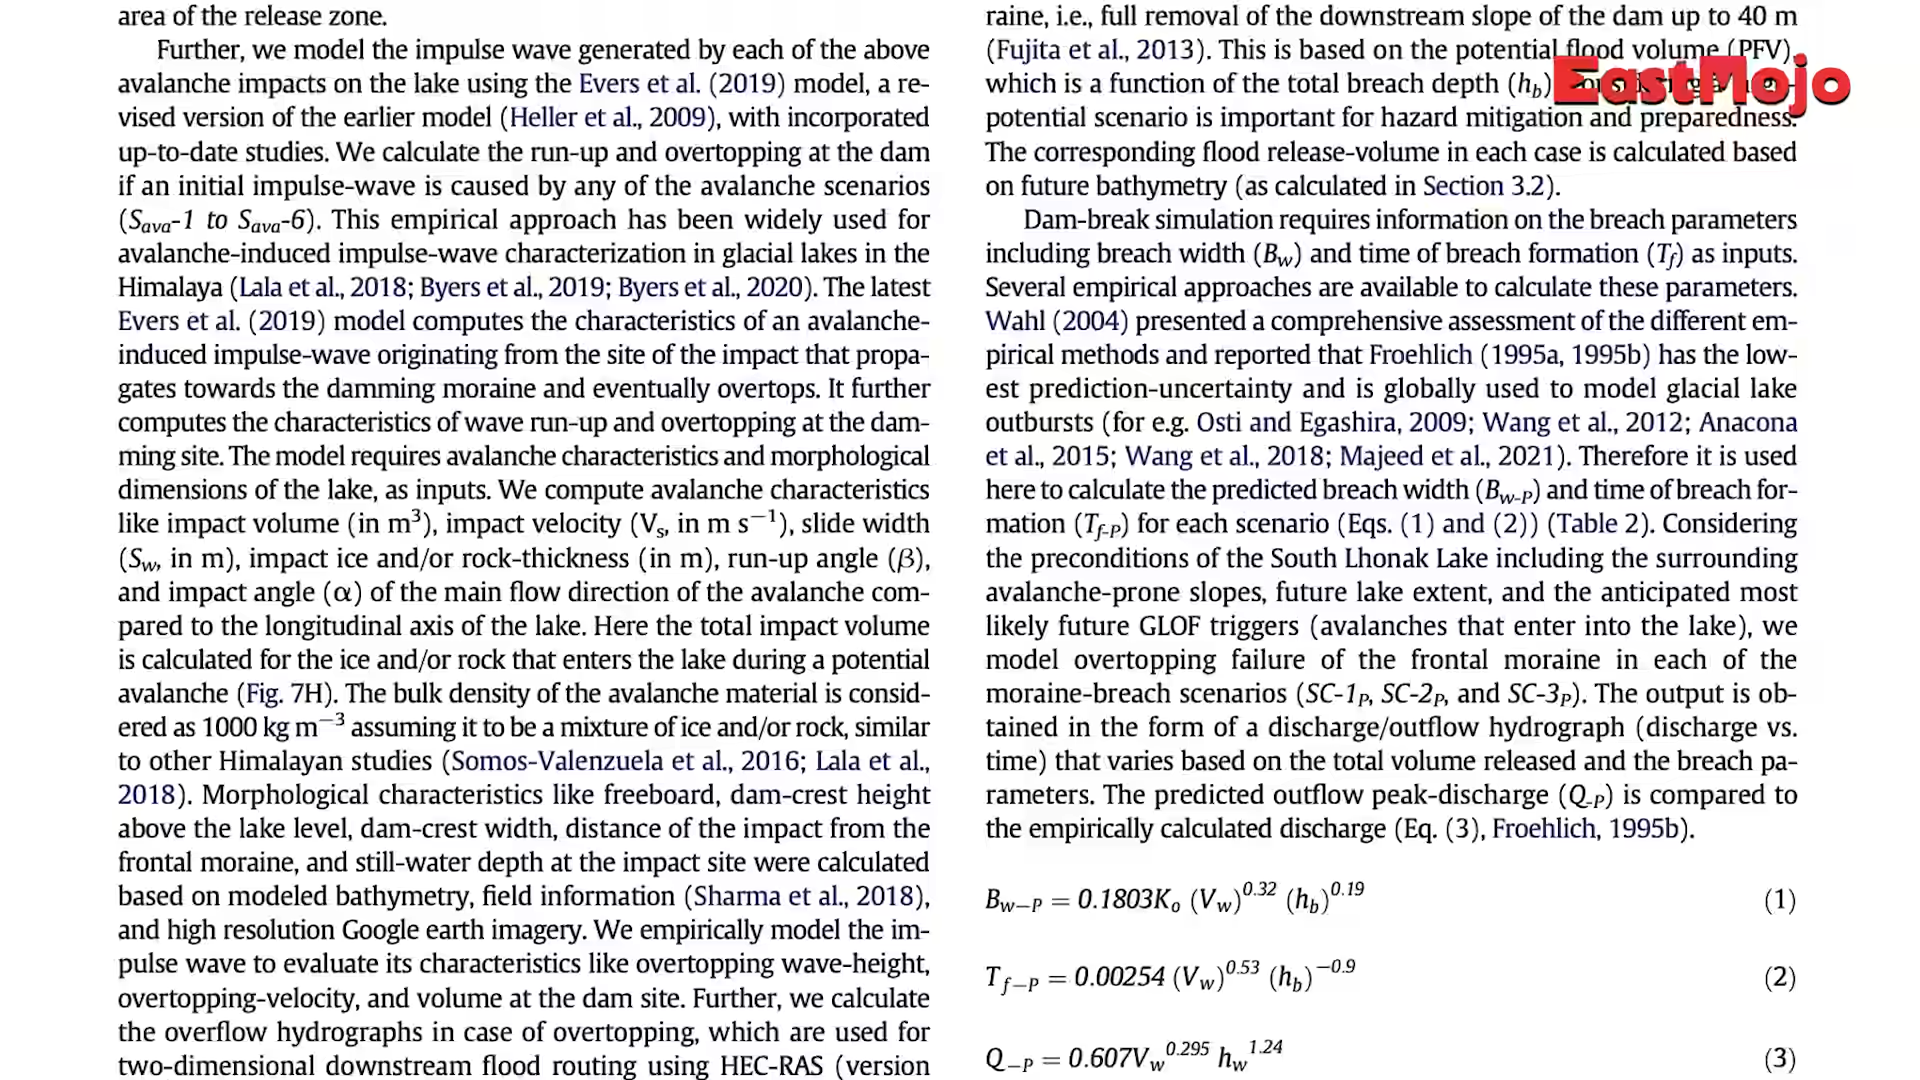 area of the release zone.
Further, we model the impulse wave generated by each of the above
avalanche impacts on the lake using the Evers et al. (2019) model, a re-
vised version of the earlier model (Heller et al., 2009), with incorporated
up-to-date studies. We calculate the run-up and overtopping at the dam
if an initial impulse-wave is caused by any of the avalanche scenarios
(Sava-1 to Sava-6). This empirical approach has been widely used for
avalanche-induced impulse-wave characterization in glacial lakes in the
Himalaya (Lala et al., 2018; Byers et al., 2019; Byers et al., 2020). The latest
Evers et al. (2019) model computes the characteristics of an avalanche-
induced impulse-wave originating from the site of the impact that propa-
gates towards the damming moraine and eventually overtops. It further
computes the characteristics of wave run-up and overtopping at the dam-
ming site. The model requires avalanche characteristics and morphological
dimensions of the lake, as inputs. We compute avalanche characteristics
like impact volume (in m³), impact velocity (Vs, in m s⁻¹), slide width
(Sw, in m), impact ice and/or rock-thickness (in m), run-up angle (β),
and impact angle (α) of the main flow direction of the avalanche com-
pared to the longitudinal axis of the lake. Here the total impact volume
is calculated for the ice and/or rock that enters the lake during a potential
avalanche (Fig. 7H). The bulk density of the avalanche material is consid-
ered as 1000 kg m⁻³ assuming it to be a mixture of ice and/or rock, similar
to other Himalayan studies (Somos-Valenzuela et al., 2016; Lala et al.,
2018). Morphological characteristics like freeboard, dam-crest height
above the lake level, dam-crest width, distance of the impact from the
frontal moraine, and still-water depth at the impact site were calculated
based on modeled bathymetry, field information (Sharma et al., 2018),
and high resolution Google earth imagery. We empirically model the im-
pulse wave to evaluate its characteristics like overtopping wave-height,
overtopping-velocity, and volume at the dam site. Further, we calculate
the overflow hydrographs in case of overtopping, which are used for
two-dimensional downstream flood routing using HEC-RAS (version
raine, i.e., full removal of the downstream slope of the dam up to 40 m
(Fujita et al., 2013). This is based on the potential flood volume (PFV),
which is a function of the total breach depth (hb)
EastMojo
potential scenario is important for hazard mitigation and preparedness.
The corresponding flood release-volume in each case is calculated based
on future bathymetry (as calculated in Section 3.2).
Dam-break simulation requires information on the breach parameters
including breach width (Bw) and time of breach formation (Tf) as inputs.
Several empirical approaches are available to calculate these parameters.
Wahl (2004) presented a comprehensive assessment of the different em-
pirical methods and reported that Froehlich (1995a, 1995b) has the low-
est prediction-uncertainty and is globally used to model glacial lake
outbursts (for e.g. Osti and Egashira, 2009; Wang et al., 2012; Anacona
et al., 2015; Wang et al., 2018; Majeed et al., 2021). Therefore it is used
here to calculate the predicted breach width (Bw-P) and time of breach for-
mation (Tf-P) for each scenario (Eqs. (1) and (2)) (Table 2). Considering
the preconditions of the South Lhonak Lake including the surrounding
avalanche-prone slopes, future lake extent, and the anticipated most
likely future GLOF triggers (avalanches that enter into the lake), we
model overtopping failure of the frontal moraine in each of the
moraine-breach scenarios (SC-1P, SC-2P, and SC-3P). The output is ob-
tained in the form of a discharge/outflow hydrograph (discharge vs.
time) that varies based on the total volume released and the breach pa-
rameters. The predicted outflow peak-discharge (Q-P) is compared to
the empirically calculated discharge (Eq. (3), Froehlich, 1995b).
Bw−P = 0.1803Ko (Vw)^0.32 (hb)^0.19 (1)
Tf−P = 0.00254 (Vw)^0.53 (hb)^−0.9 (2)
Q−P = 0.607Vw^0.295 hw^1.24 (3)